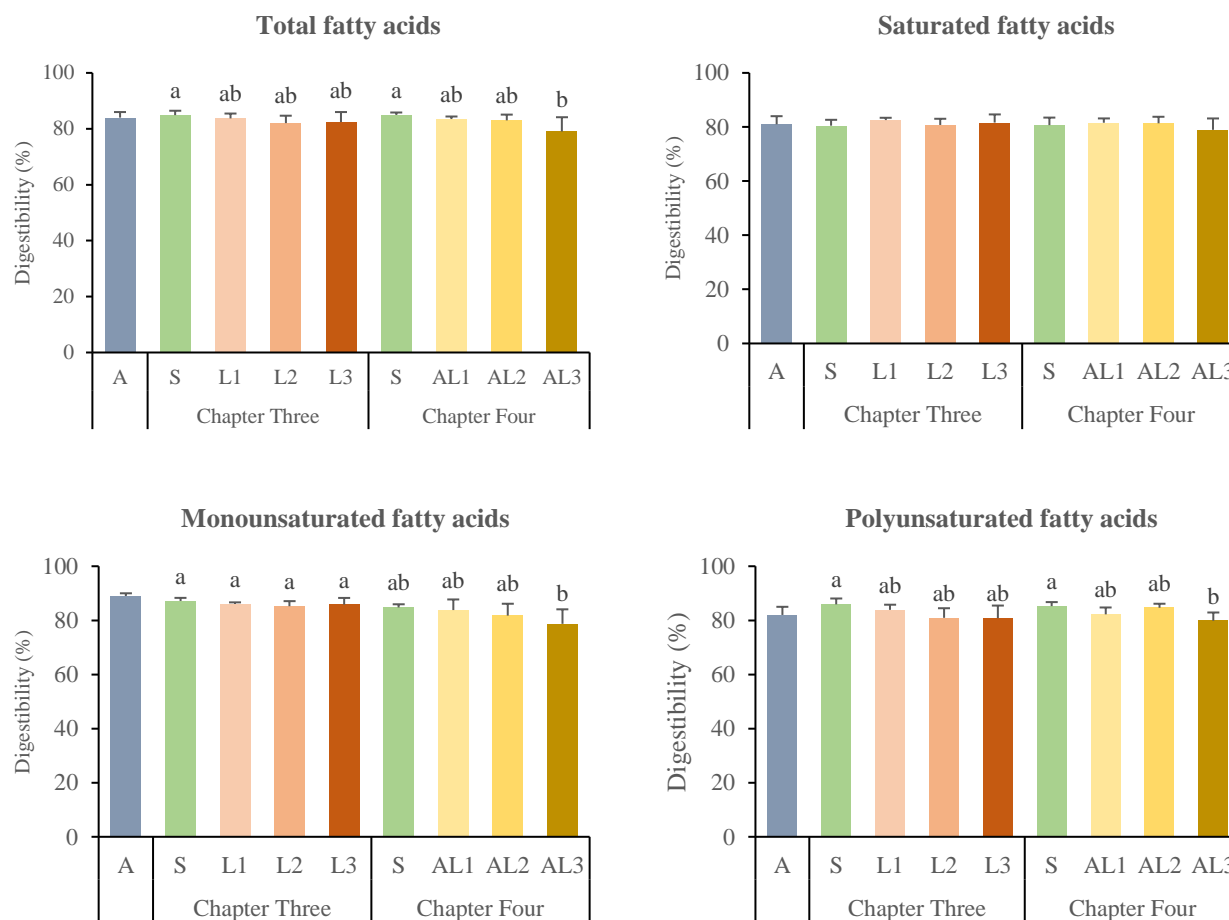 Total fatty acids
100
80
60
40
20
0
Digestibility (%)
a ab ab ab a ab ab b
A S L1 L2 L3 S AL1 AL2 AL3
Chapter Three Chapter Four
Saturated fatty acids
100
80
60
40
20
0
Digestibility (%)
A S L1 L2 L3 S AL1 AL2 AL3
Chapter Three Chapter Four
Monounsaturated fatty acids
100
80
60
40
20
0
Digestibility (%)
a a a a ab ab ab b
A S L1 L2 L3 S AL1 AL2 AL3
Chapter Three Chapter Four
Polyunsaturated fatty acids
100
80
60
40
20
0
Digestibility (%)
a ab ab ab a ab ab b
A S L1 L2 L3 S AL1 AL2 AL3
Chapter Three Chapter Four